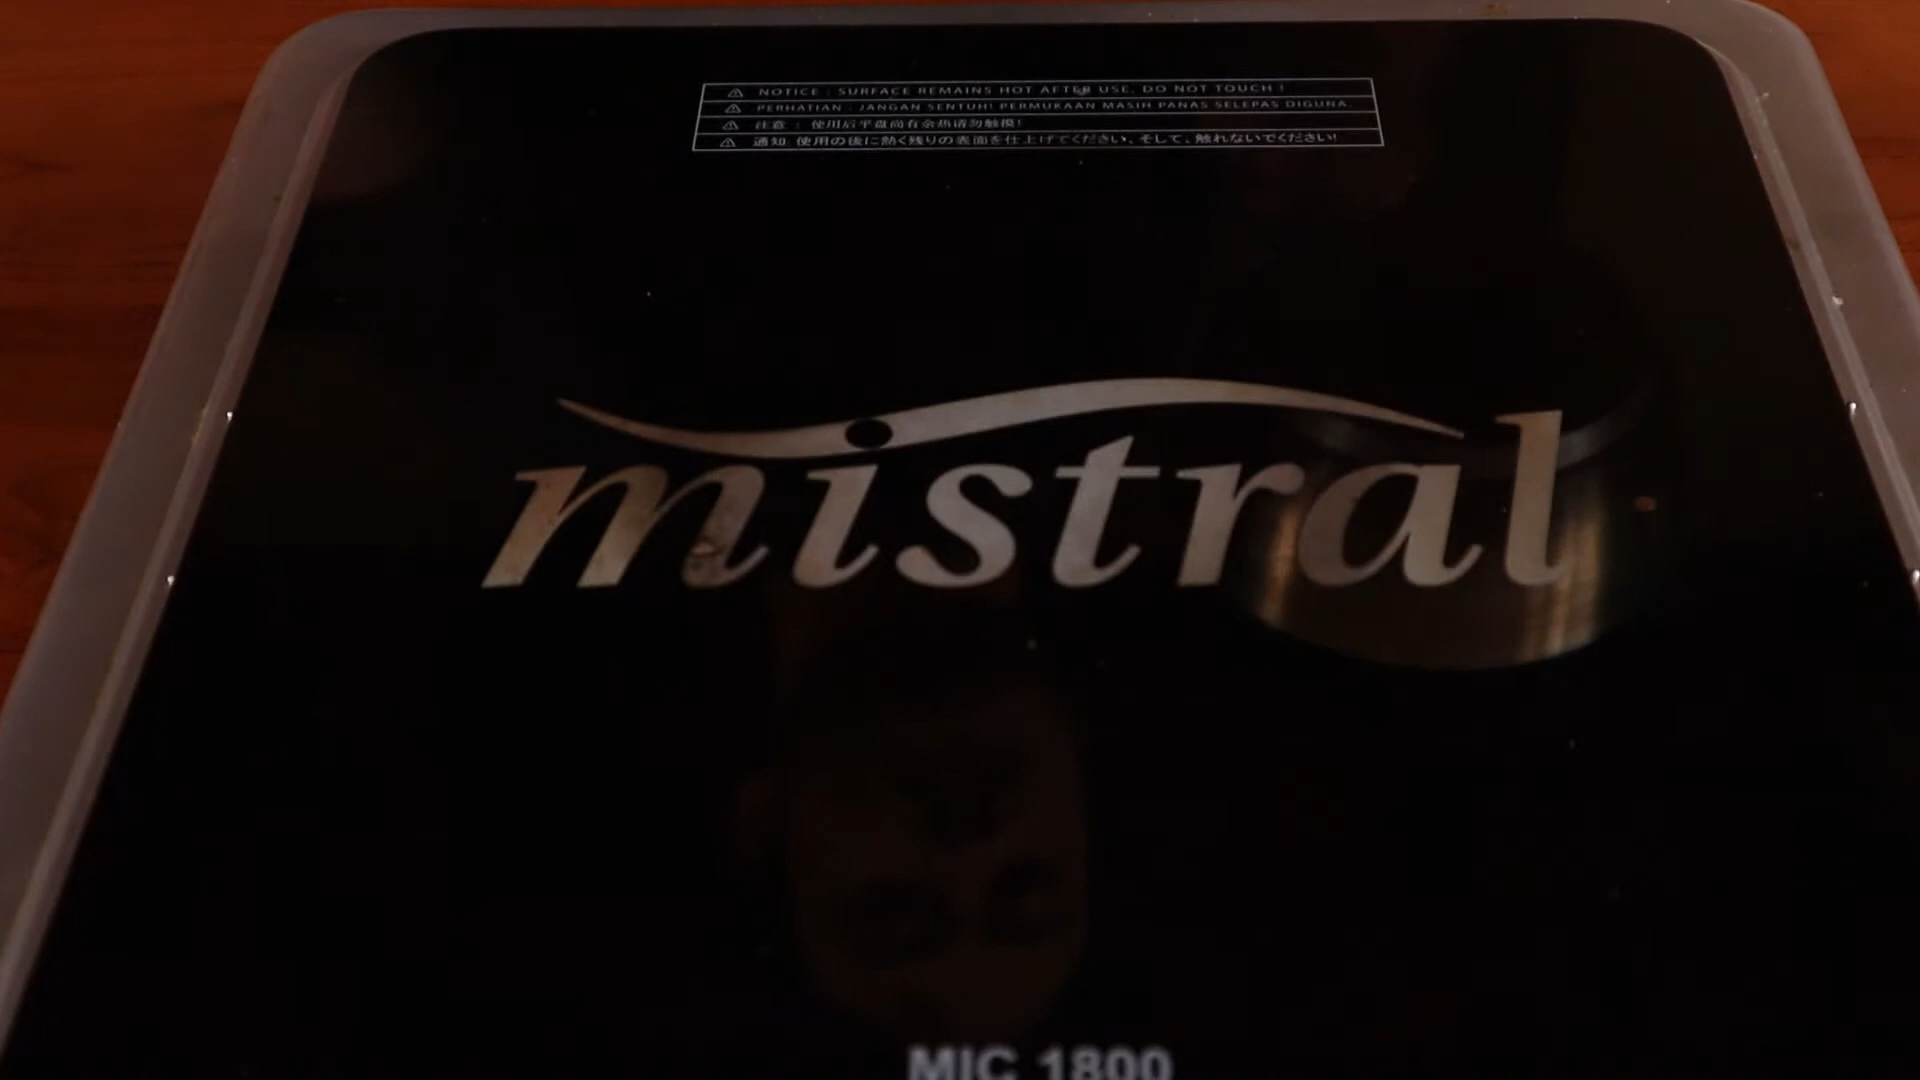 ⚠ NOTICE : SURFACE REMAINS HOT AFTER USE, DO NOT TOUCH !
⚠ PERHATIAN : JANGAN SENTUH! PERMUKAAN MASIH PANAS SELEPAS DIGUNA.
⚠ 注意 : 使用后平盘尚有余热请勿触摸!
⚠ 通知 使用の後に熱く残りの表面を仕上げてください、そして、触れないでください!
mistral
MIC 1800